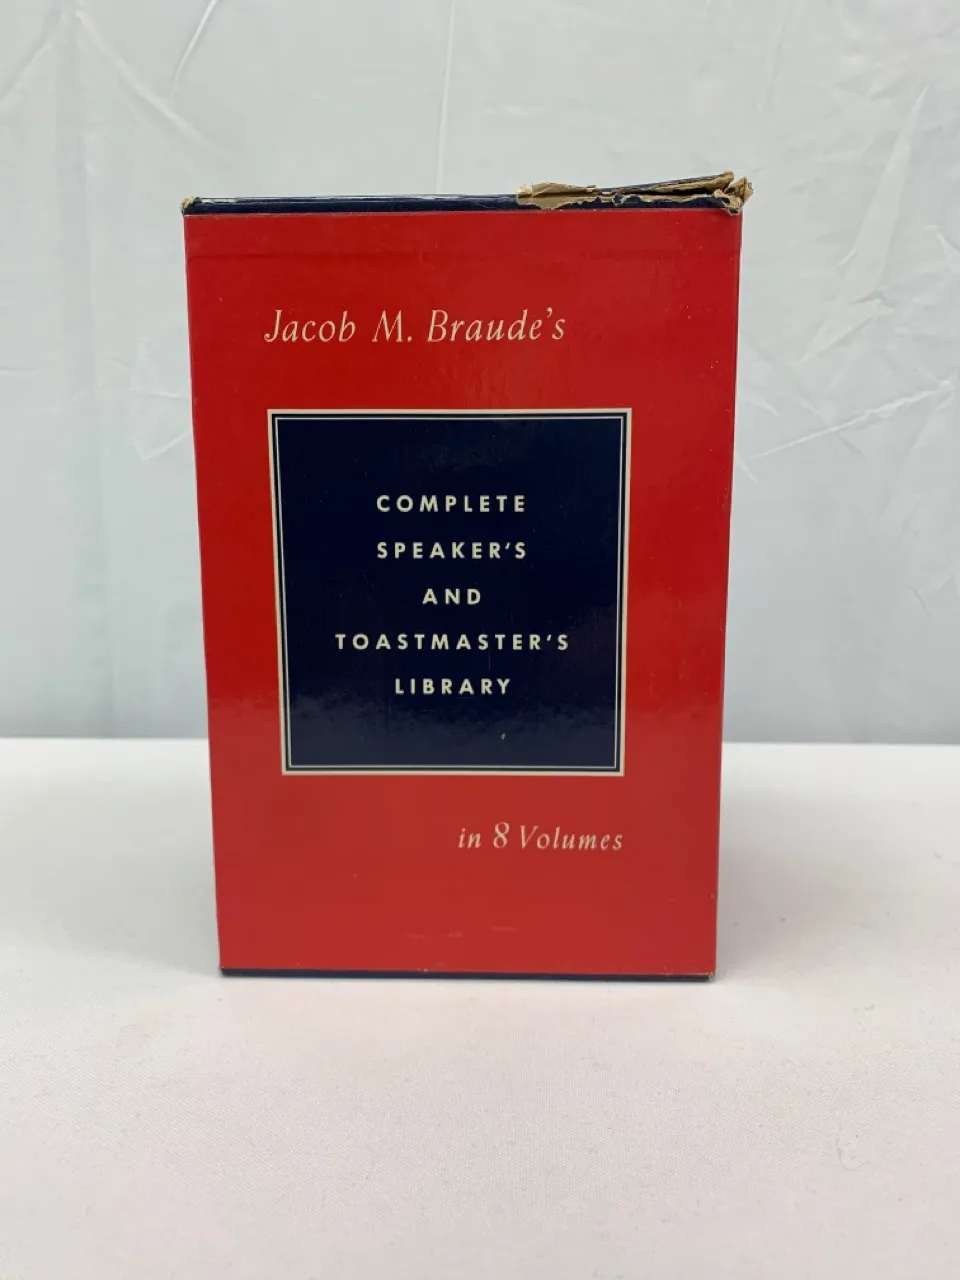 Jacob M. Braude's
COMPLETE
SPEAKER'S
AND
TOASTMASTER'S
LIBRARY
in 8 Volumes